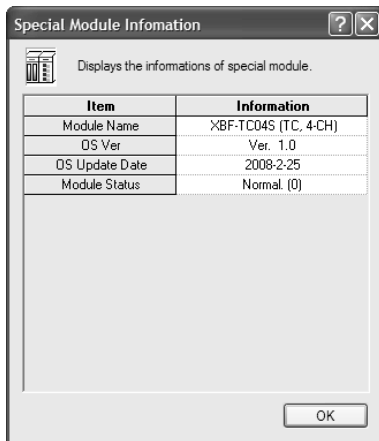 Special Module Infomation
Displays the informations of special module.
Item Information
Module Name XBF-TC04S (TC, 4-CH)
OS Ver Ver. 1.0
OS Update Date 2008-2-25
Module Status Normal. (0)
OK